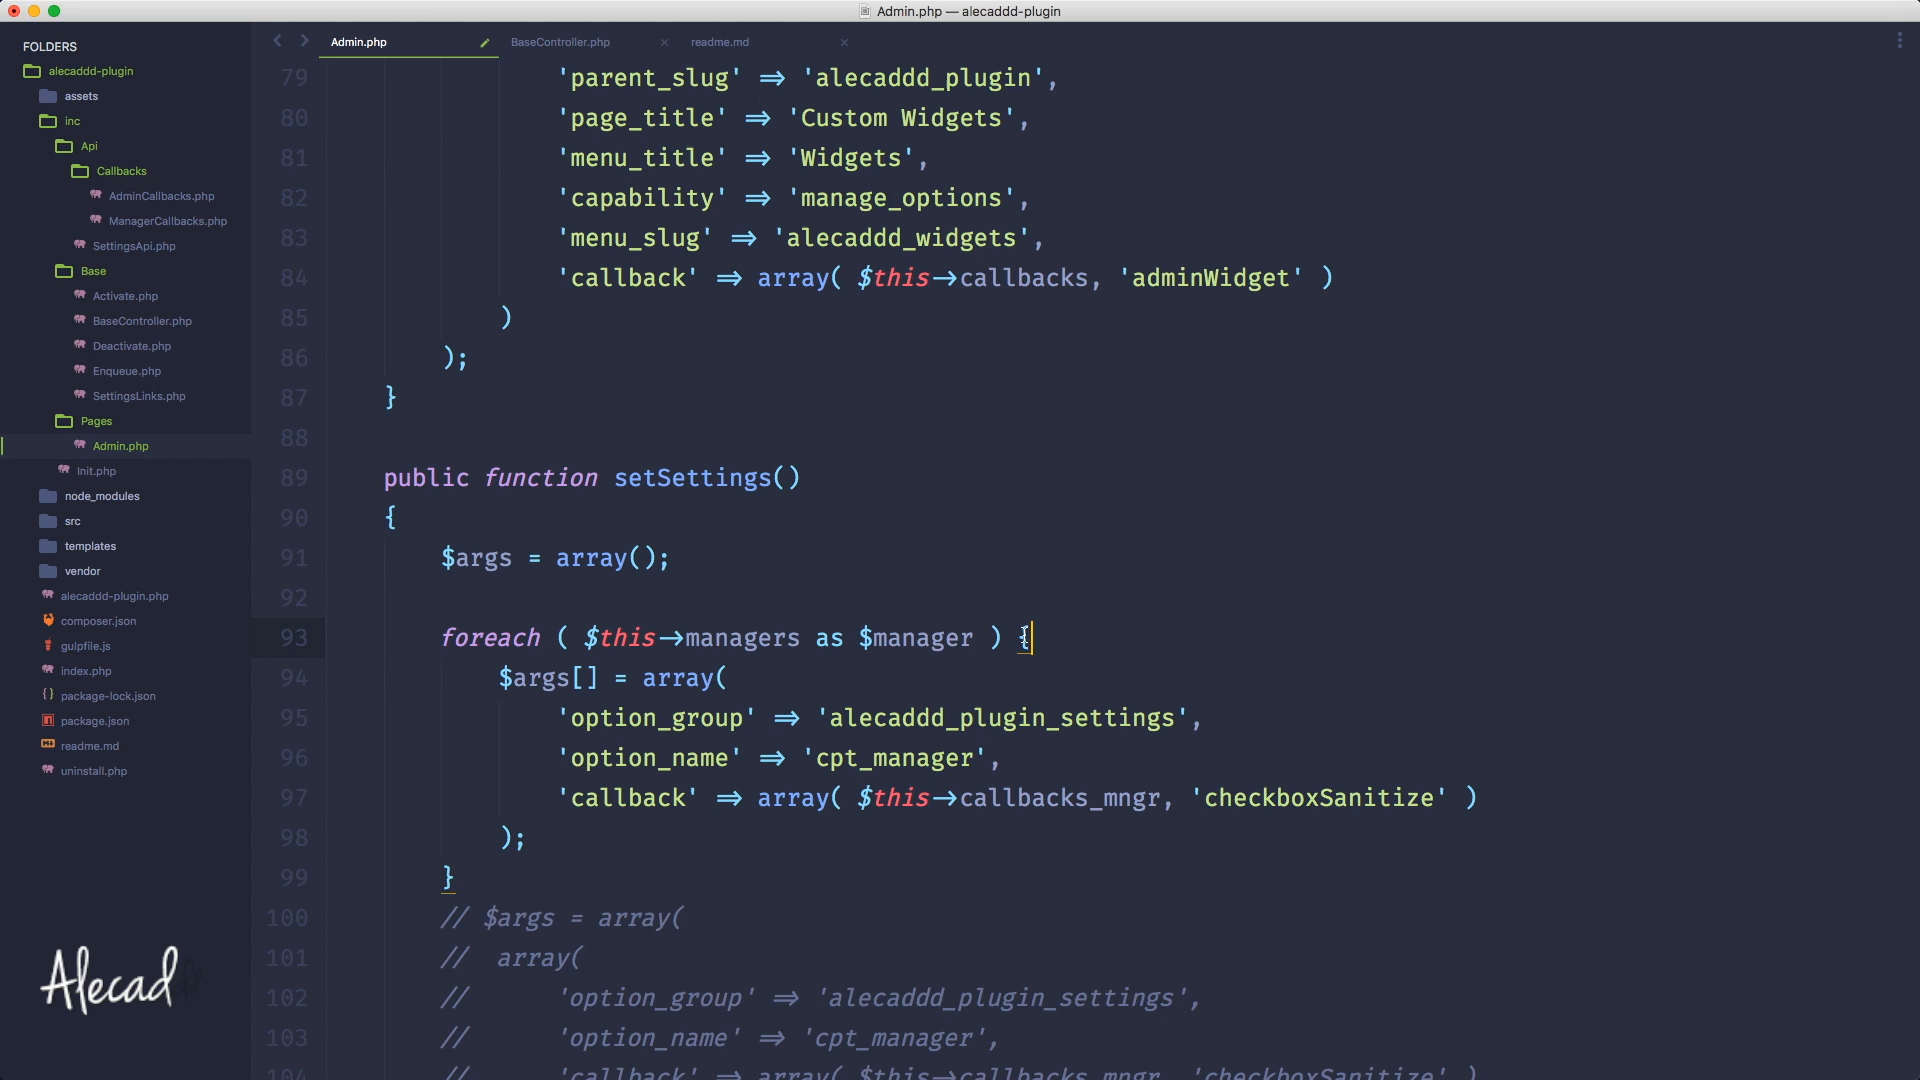 Admin.php — alecaddd-plugin
FOLDERS
alecaddd-plugin
assets
inc
Api
Callbacks
AdminCallbacks.php
ManagerCallbacks.php
SettingsApi.php
Base
Activate.php
BaseController.php
Deactivate.php
Enqueue.php
SettingsLinks.php
Pages
Admin.php
Init.php
node_modules
src
templates
vendor
alecaddd-plugin.php
composer.json
gulpfile.js
index.php
package-lock.json
package.json
readme.md
uninstall.php
Alecad
Admin.php BaseController.php readme.md
79 'parent_slug' => 'alecaddd_plugin',
80 'page_title' => 'Custom Widgets',
81 'menu_title' => 'Widgets',
82 'capability' => 'manage_options',
83 'menu_slug' => 'alecaddd_widgets',
84 'callback' => array( $this->callbacks, 'adminWidget' )
85 )
86 );
87 }
88
89 public function setSettings()
90 {
91 $args = array();
92
93 foreach ( $this->managers as $manager ) {
94 $args[] = array(
95 'option_group' => 'alecaddd_plugin_settings',
96 'option_name' => 'cpt_manager',
97 'callback' => array( $this->callbacks_mngr, 'checkboxSanitize' )
98 );
99 }
100 // $args = array(
101 // array(
102 // 'option_group' => 'alecaddd_plugin_settings',
103 // 'option_name' => 'cpt_manager',
104 // 'callback' => array( $this->callbacks_mngr, 'checkboxSanitize' )